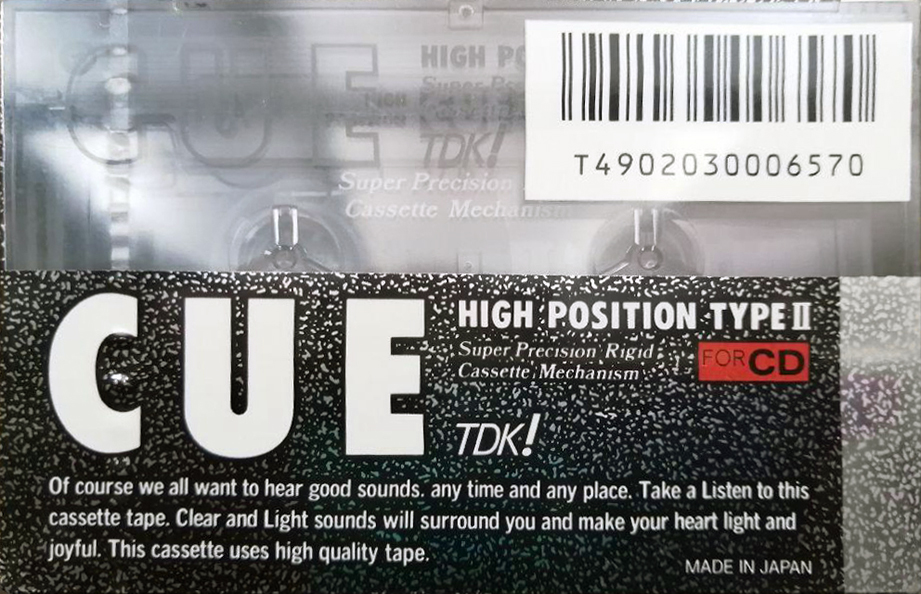 CUE
HIGH PO
Super Pre
TDK!
Super Precision
Cassette Mechanism
T4902030006570
CUE
HIGH POSITION TYPE II
Super Precision Rigid
Cassette Mechanism
FOR CD
TDK!
Of course we all want to hear good sounds. any time and any place. Take a Listen to this
cassette tape. Clear and Light sounds will surround you and make your heart light and
joyful. This cassette uses high quality tape.
MADE IN JAPAN